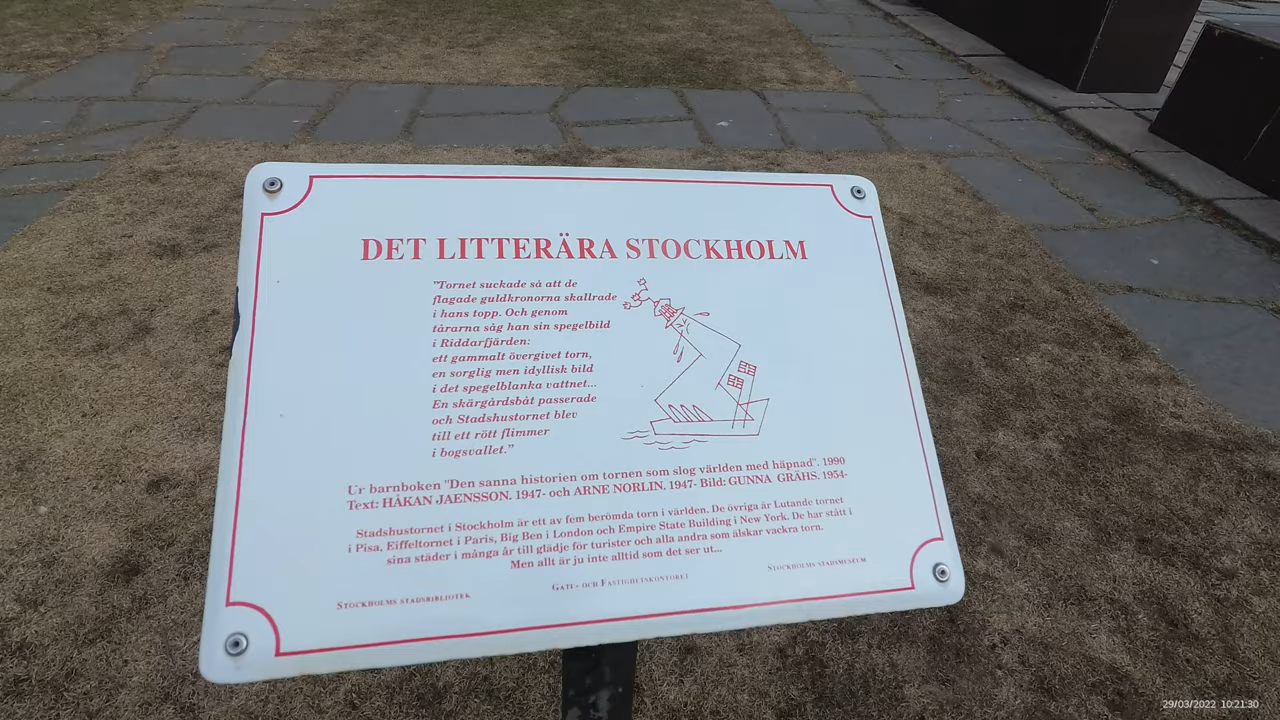 DET LITTERÄRA STOCKHOLM
"Tornet suckade så att de
flagade guldkronorna skallrade
i hans topp. Och genom
tårarna såg han sin spegelbild
i Riddarfjärden:
ett gammalt övergivet torn,
en sorglig men idyllisk bild
i det spegelblanka vattnet...
En skärgårdsbåt passerade
och Stadshustornet blev
till ett rött flimmer
i bogsvallet."
Ur barnboken "Den sanna historien om tornen som slog världen med häpnad". 1990
Text: HÅKAN JAENSSON. 1947- och ARNE NORLIN. 1947- Bild: GUNNA GRÄHS. 1954-
Stadshustornet i Stockholm är ett av fem berömda torn i världen. De övriga är Lutande tornet
i Pisa, Eiffeltornet i Paris, Big Ben i London och Empire State Building i New York. De har stått i
sina städer i många år till glädje för turister och alla andra som älskar vackra torn.
Men allt är ju inte alltid som det ser ut...
STOCKHOLMS STADSBIBLIOTEK
GATU- OCH FASTIGHETSKONTORET
STOCKHOLMS STADSMUSEUM
29/03/2022 10:21:30